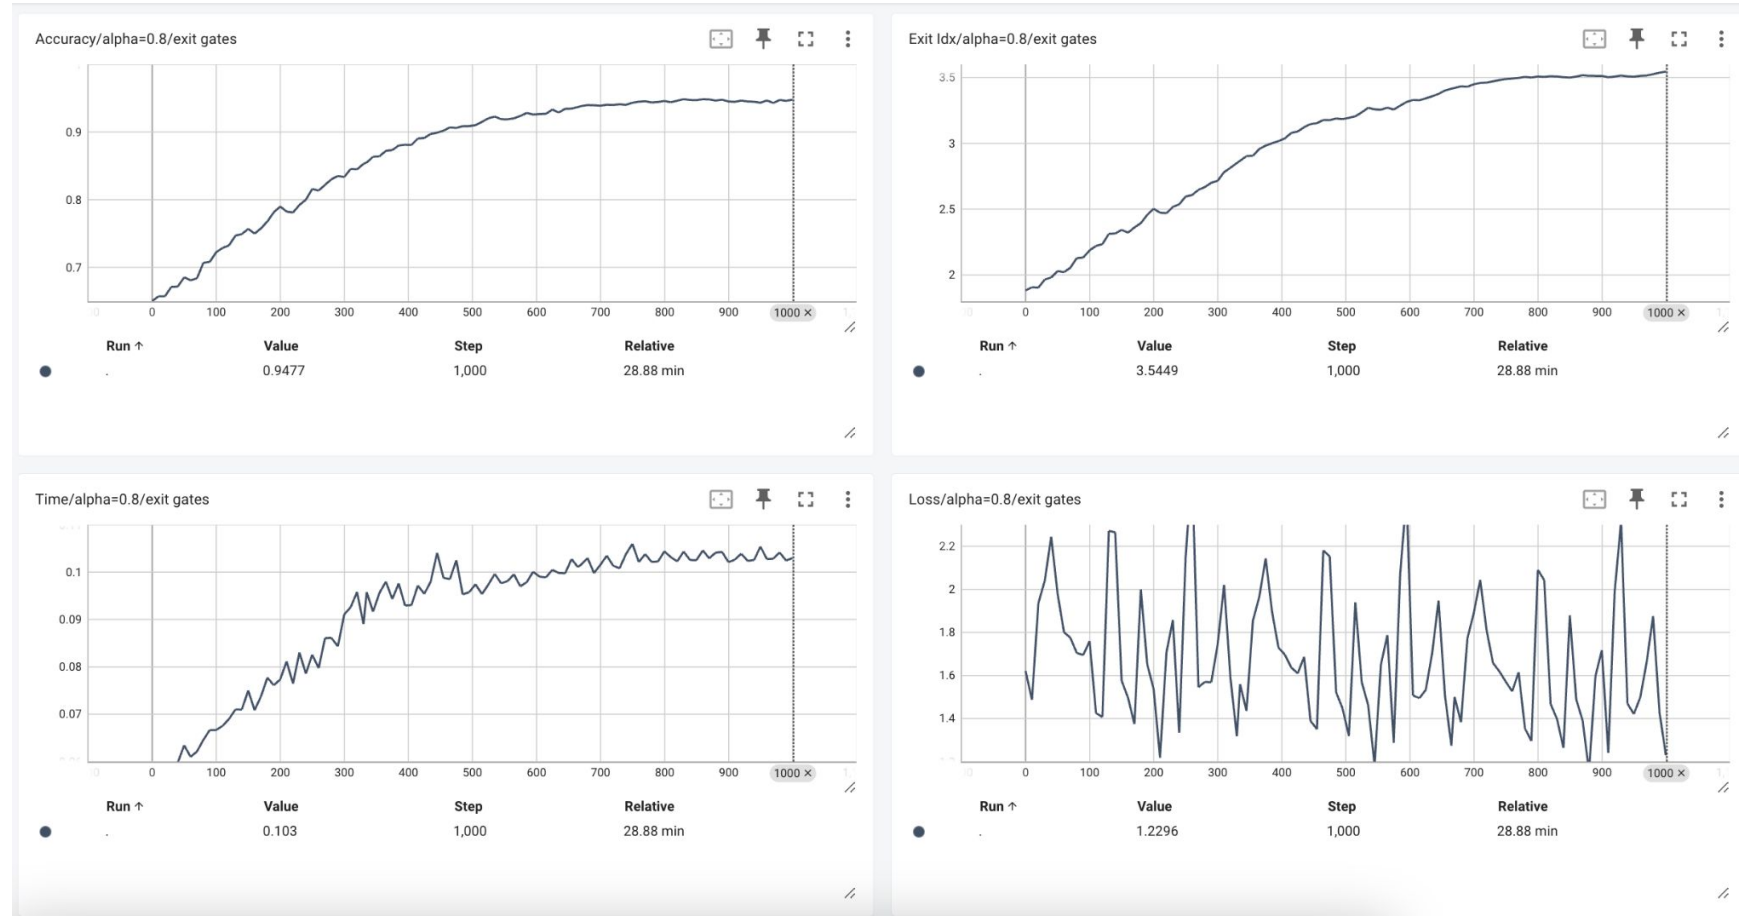 Accuracy/alpha=0.8/exit gates
0.9
0.8
0.7
0 100 200 300 400 500 600 700 800 900 1000 ×
Run ↑ Value Step Relative
. 0.9477 1,000 28.88 min
Exit Idx/alpha=0.8/exit gates
3.5
3
2.5
2
0 100 200 300 400 500 600 700 800 900 1000 ×
Run ↑ Value Step Relative
. 3.5449 1,000 28.88 min
Time/alpha=0.8/exit gates
0.1
0.09
0.08
0.07
0 100 200 300 400 500 600 700 800 900 1000 ×
Run ↑ Value Step Relative
. 0.103 1,000 28.88 min
Loss/alpha=0.8/exit gates
2.2
2
1.8
1.6
1.4
0 100 200 300 400 500 600 700 800 900 1000 ×
Run ↑ Value Step Relative
. 1.2296 1,000 28.88 min